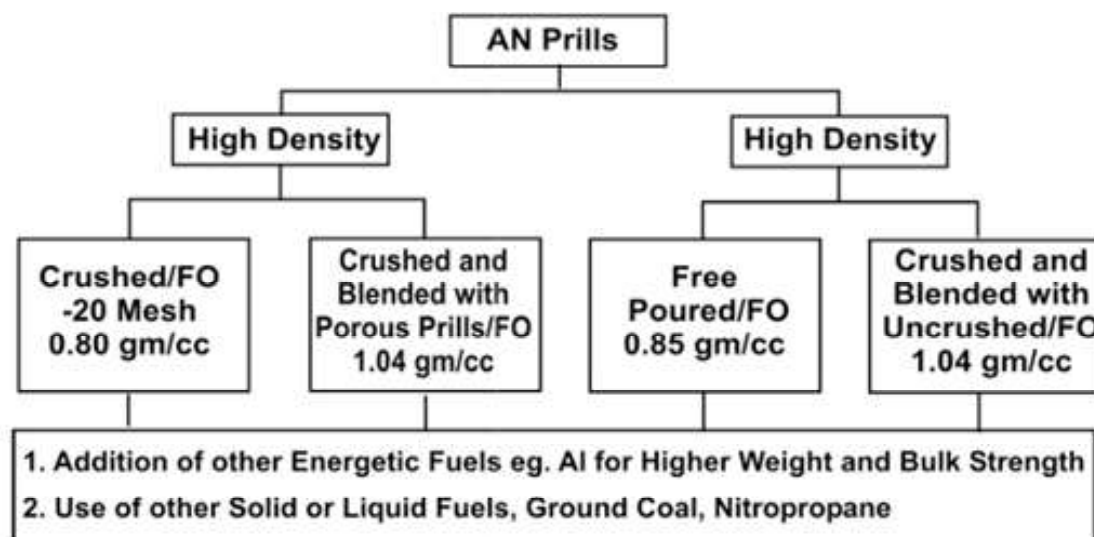 AN Prills
High Density
High Density
Crushed/FO
-20 Mesh
0.80 gm/cc
Crushed and
Blended with
Porous Prills/FO
1.04 gm/cc
Free
Poured/FO
0.85 gm/cc
Crushed and
Blended with
Uncrushed/FO
1.04 gm/cc
1. Addition of other Energetic Fuels eg. Al for Higher Weight and Bulk Strength
2. Use of other Solid or Liquid Fuels, Ground Coal, Nitropropane